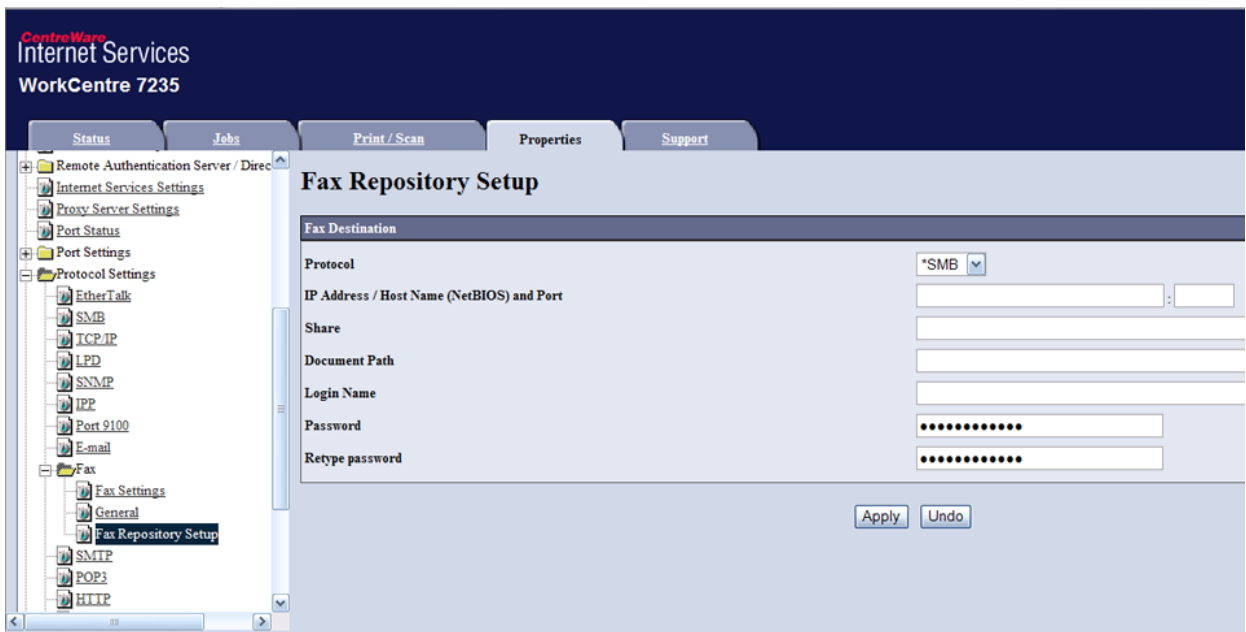 CentreWare
Internet Services
WorkCentre 7235
Status
Jobs
Print / Scan
Properties
Support
Remote Authentication Server / Direc
Internet Services Settings
Proxy Server Settings
Port Status
Port Settings
Protocol Settings
EtherTalk
SMB
TCP/IP
LPD
SNMP
IPP
Port 9100
E-mail
Fax
Fax Settings
General
Fax Repository Setup
SMTP
POP3
HTTP
Fax Repository Setup
Fax Destination
Protocol
*SMB
IP Address / Host Name (NetBIOS) and Port
:
Share
Document Path
Login Name
Password
••••••••••••
Retype password
••••••••••••
Apply
Undo